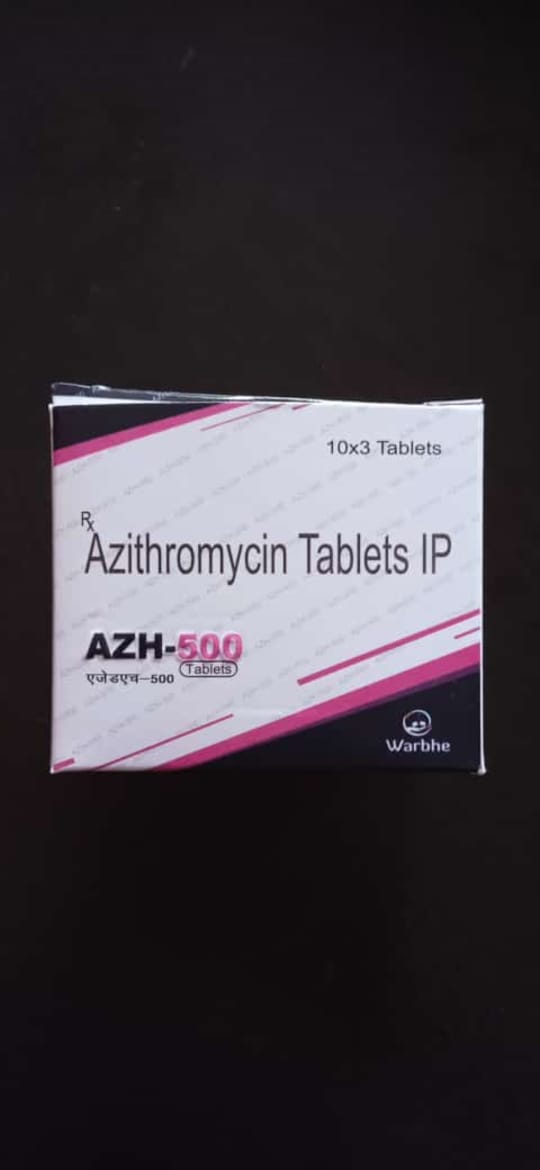 10x3 Tablets
Rx
Azithromycin Tablets IP
AZH-500
Tablets
एजेडएच-500
Warbhe